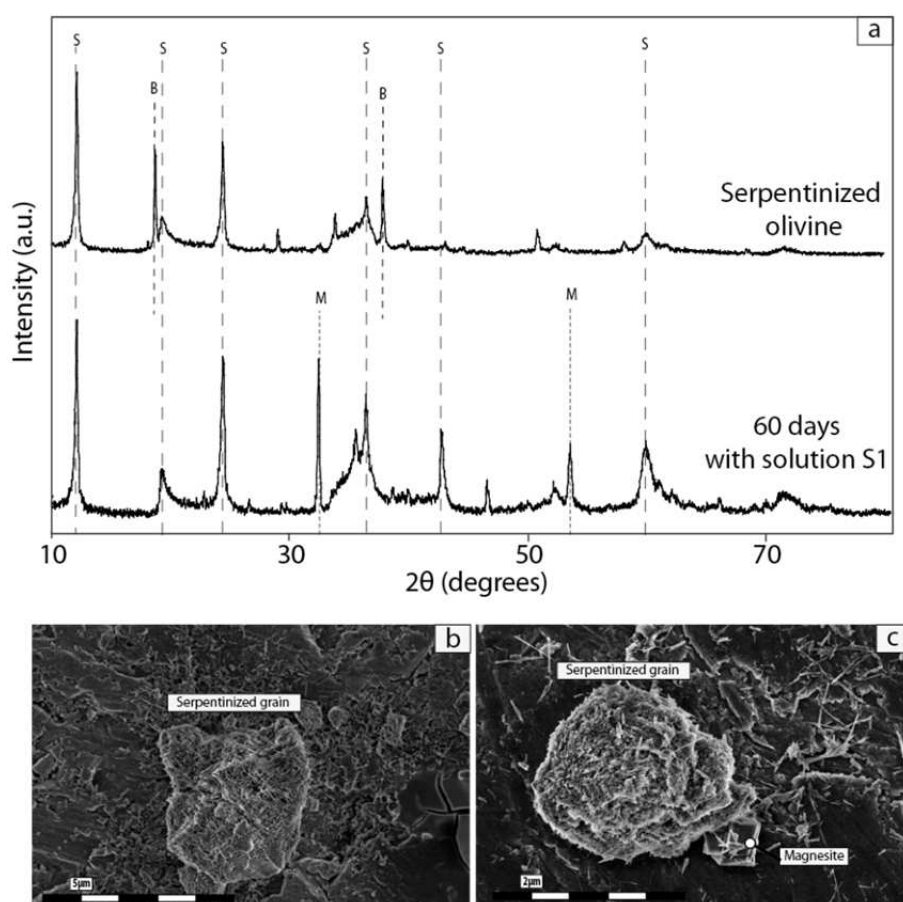 a
S
S
S
S
S
S
B
B
Serpentinized
olivine
M
M
60 days
with solution S1
Intensity (a.u.)
10
30
50
70
2θ (degrees)
b
Serpentinized grain
5μm
c
Serpentinized grain
Magnesite
2μm